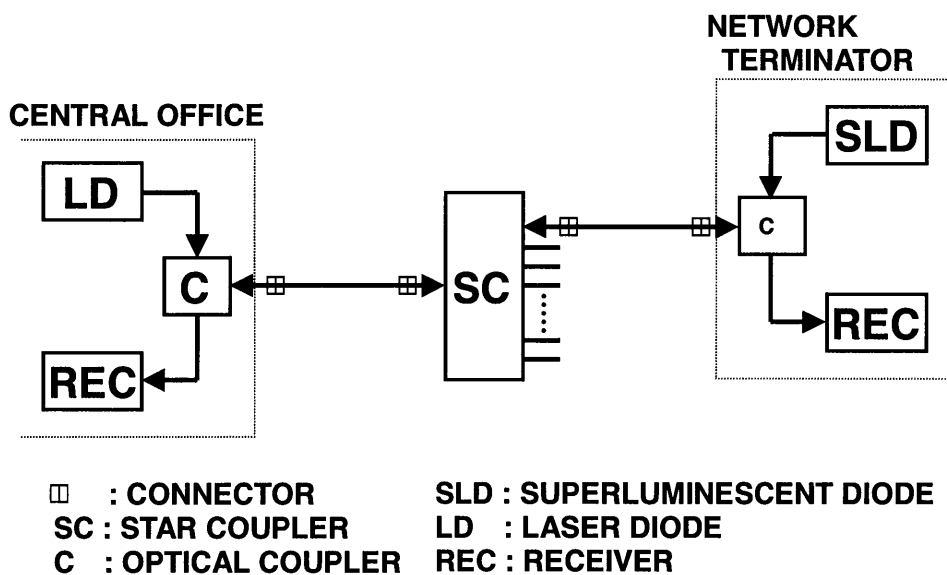 NETWORK
TERMINATOR
CENTRAL OFFICE
SLD
LD
C
C
SC
REC
REC
: CONNECTOR
SC : STAR COUPLER
C : OPTICAL COUPLER
SLD : SUPERLUMINESCENT DIODE
LD : LASER DIODE
REC : RECEIVER